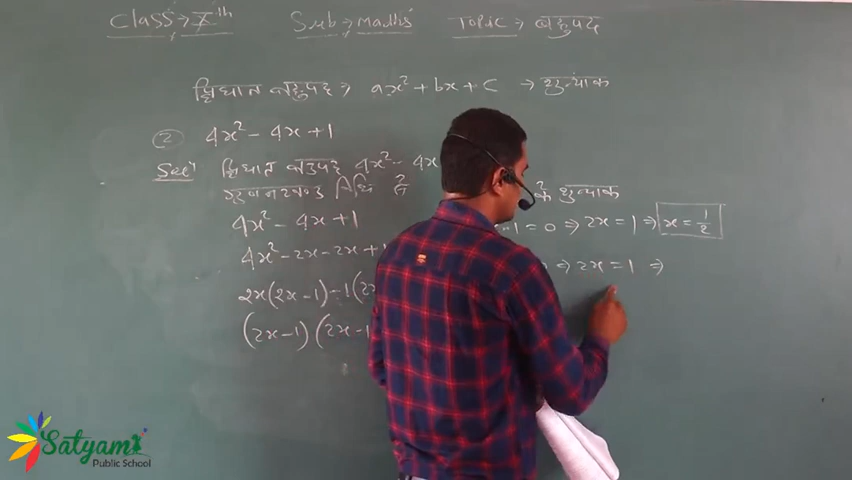 Class → X th Sub → Maths Topic → बहुपद
द्विघात बहुपद → ax² + bx + c → शून्यांक
② 4x² - 4x + 1
Sol द्विघात बहुपद 4x² - 4x
गुणनखण्ड विधि से के शून्यांक
4x² - 4x + 1
-1 = 0 ⇒ 2x = 1 ⇒ x = 1/2
4x² - 2x - 2x + 1
⇒ 2x = 1 ⇒
2x(2x-1) -1(2x
(2x-1) (2x-1
Satyam
Public School